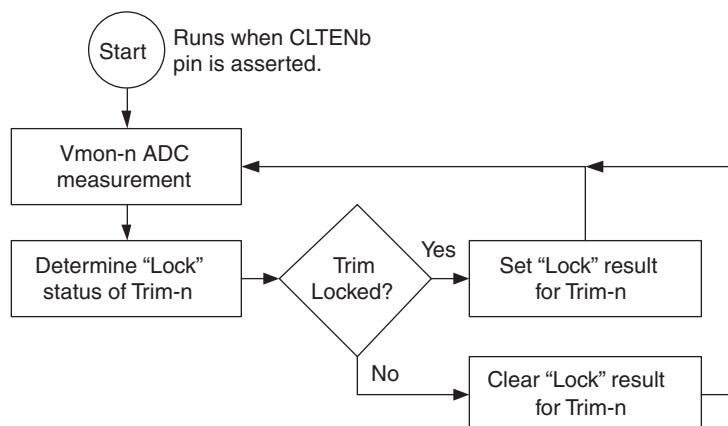 Start
Runs when CLTENb
pin is asserted.
Vmon-n ADC
measurement
Determine “Lock”
status of Trim-n
Trim
Locked?
Yes
Set “Lock” result
for Trim-n
No
Clear “Lock” result
for Trim-n